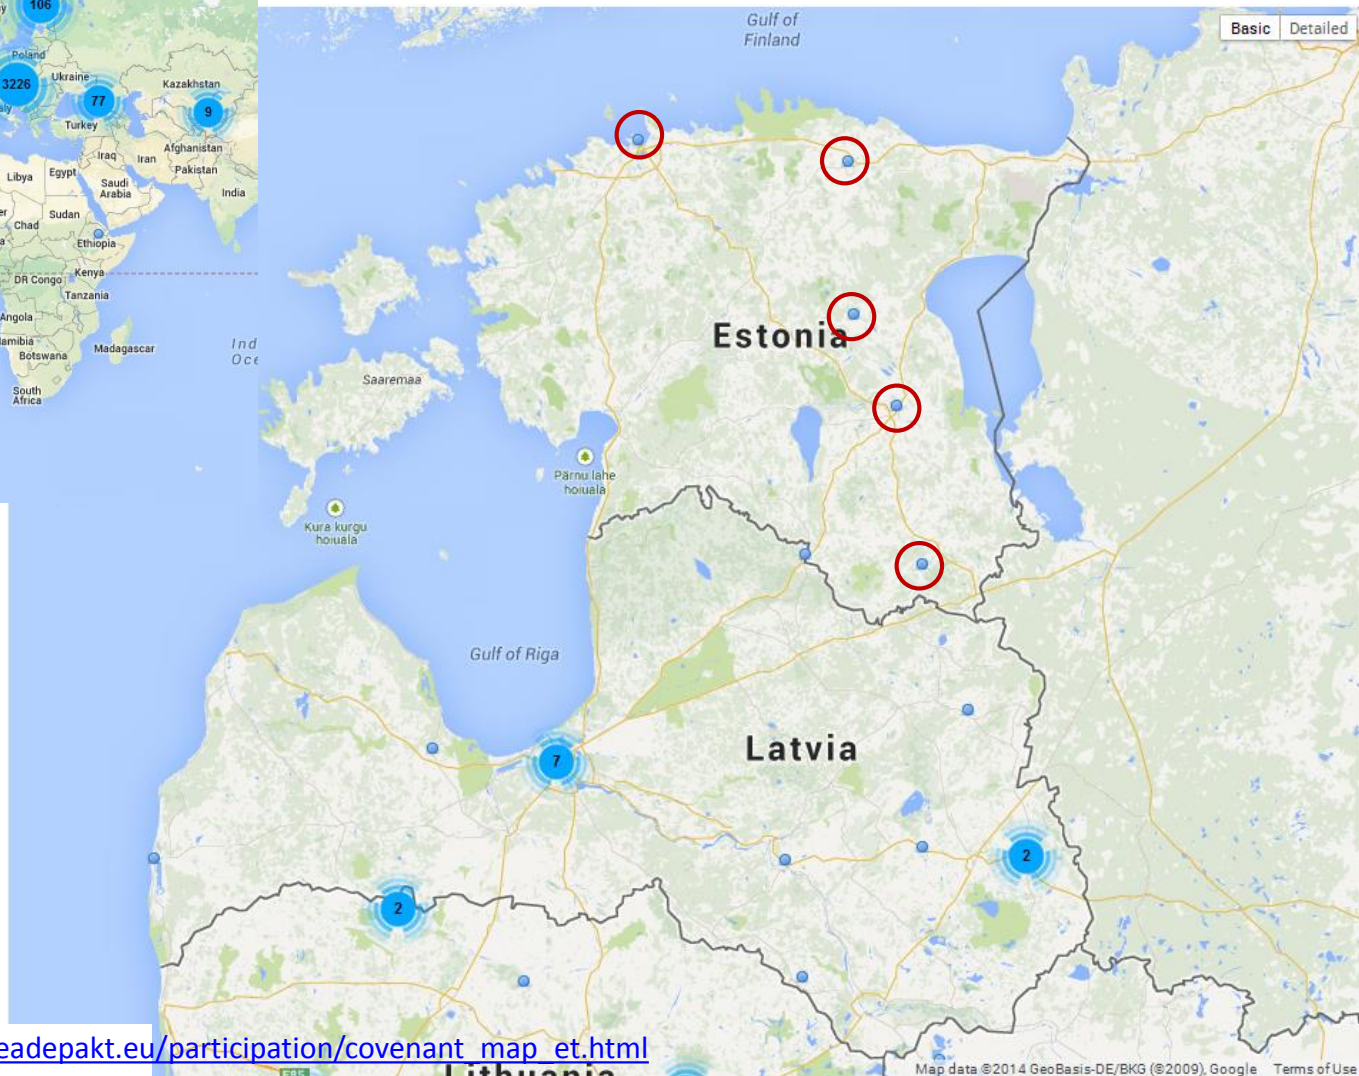 106
Poland
3226
Ukraine
77
Kazakhstan
9
Turkey
Afghanistan
Iraq
Iran
Pakistan
Libya
Egypt
Saudi
Arabia
India
Chad
Sudan
Ethiopia
DR Congo
Kenya
Tanzania
Angola
Botswana
Madagascar
South
Africa
Ind
Oce
Gulf of
Finland
Basic
Detailed
Estonia
Saaremaa
Pärnu lahe
hoiuala
Kura kurgu
hoiuala
Gulf of Riga
Latvia
7
2
2
eadepakt.eu/participation/covenant_map_et.html
E85
Lithuania
Map data ©2014 GeoBasis-DE/BKG (©2009), Google
Terms of Use